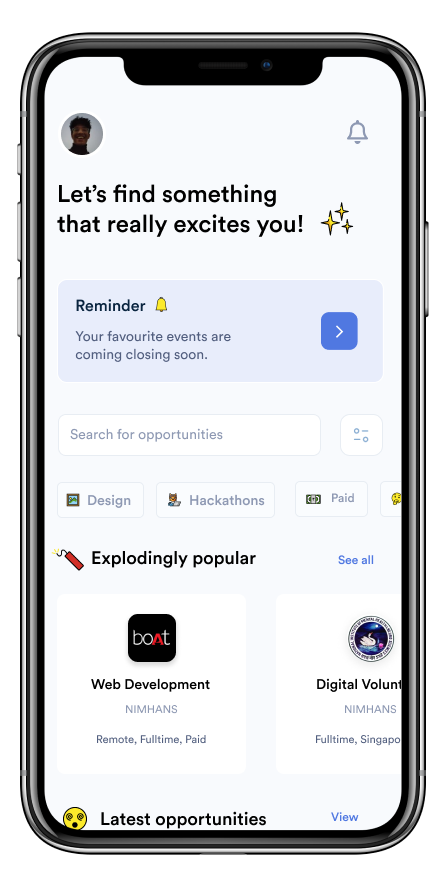 Let's find something
that really excites you!
Reminder
Your favourite events are
coming closing soon.
Search for opportunities
Design
Hackathons
Paid
Explodingly popular
See all
boAt
Web Development
NIMHANS
Remote, Fulltime, Paid
Digital Volunt
NIMHANS
Fulltime, Singapo
Latest opportunities
View